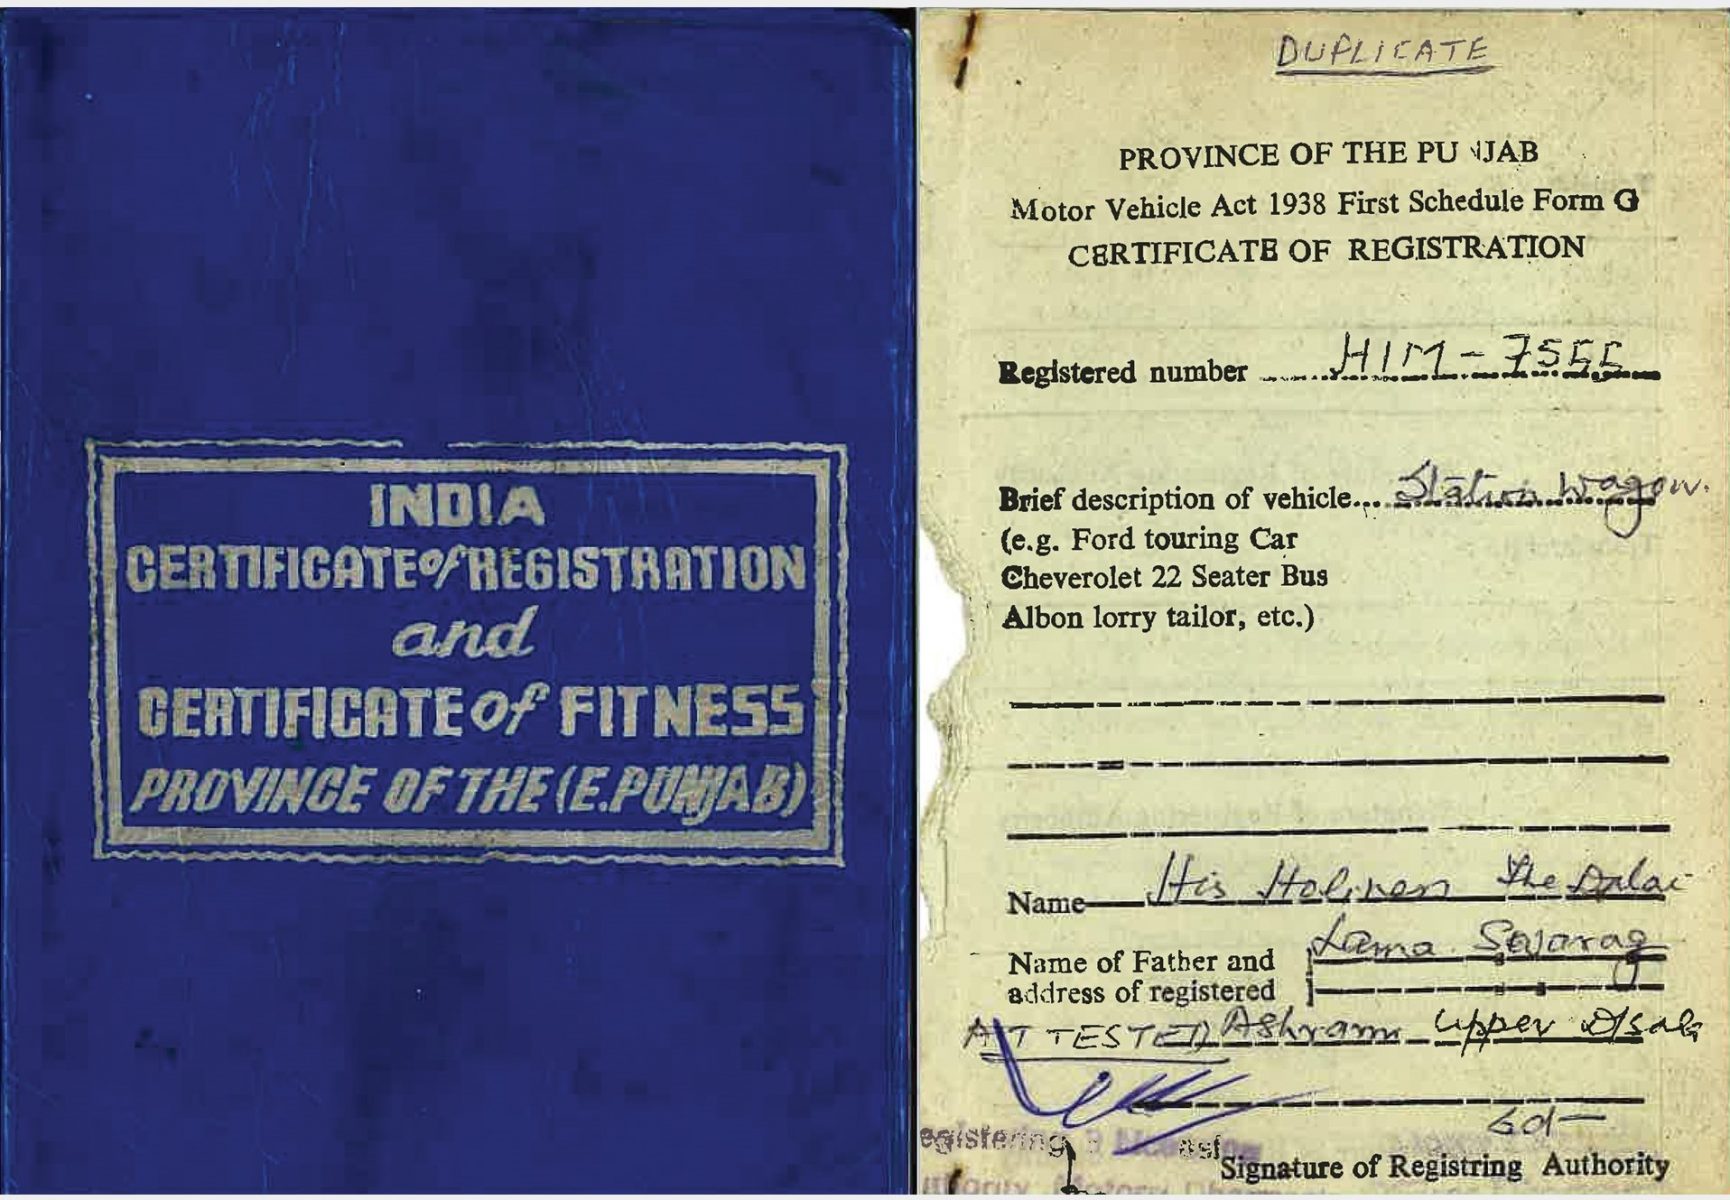 INDIA
CERTIFICATE of REGISTRATION
and
CERTIFICATE of FITNESS
PROVINCE OF THE (E. PUNJAB)
DUPLICATE
PROVINCE OF THE PUNJAB
Motor Vehicle Act 1938 First Schedule Form G
CERTIFICATE OF REGISTRATION
Registered number HIM-7555
Brief description of vehicle... Station Wagon.
(e.g. Ford touring Car
Cheverolet 22 Seater Bus
Albon lorry tailor, etc.)
Name His Holiness The Dalai
Name of Father and Lama Swarag
address of registered
ATTESTED Ashram Upper D/sala
Sd-
egistering
Signature of Registring Authority